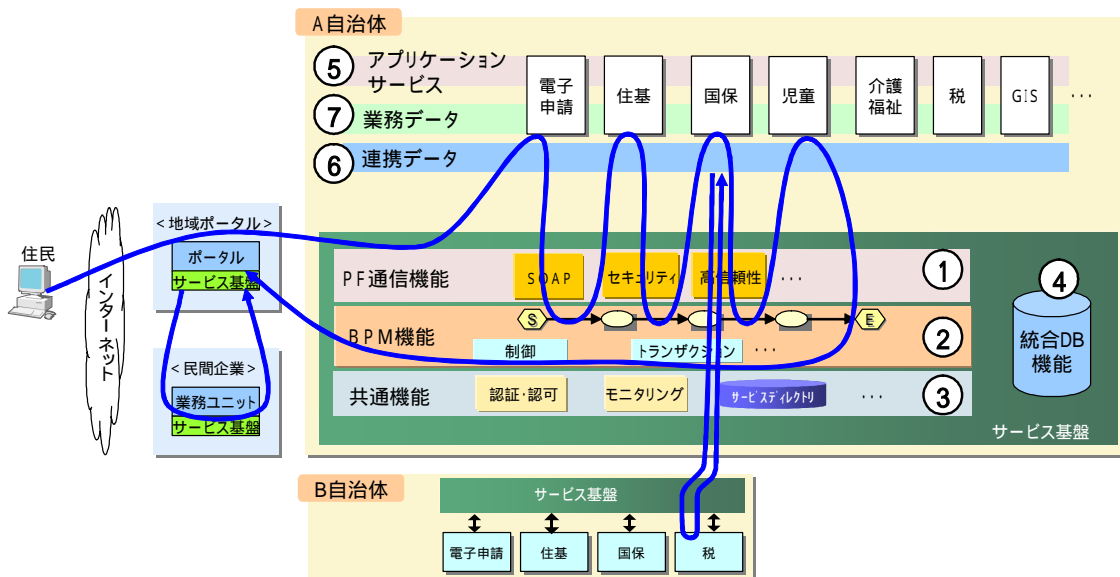 A自治体
⑤ アプリケーション
サービス
⑦ 業務データ
⑥ 連携データ
電子
申請
住基
国保
児童
介護
福祉
税
GIS
···
住民
インターネット
<地域ポータル>
ポータル
サービス基盤
<民間企業>
業務ユニット
サービス基盤
PF通信機能
SOAP
セキュリティ
高信頼性
···
①
BPM機能
S
E
制御
トランザクション
···
②
共通機能
認証・認可
モニタリング
サービスディレクトリ
···
③
④
統合DB
機能
サービス基盤
B自治体
サービス基盤
電子申請
住基
国保
税